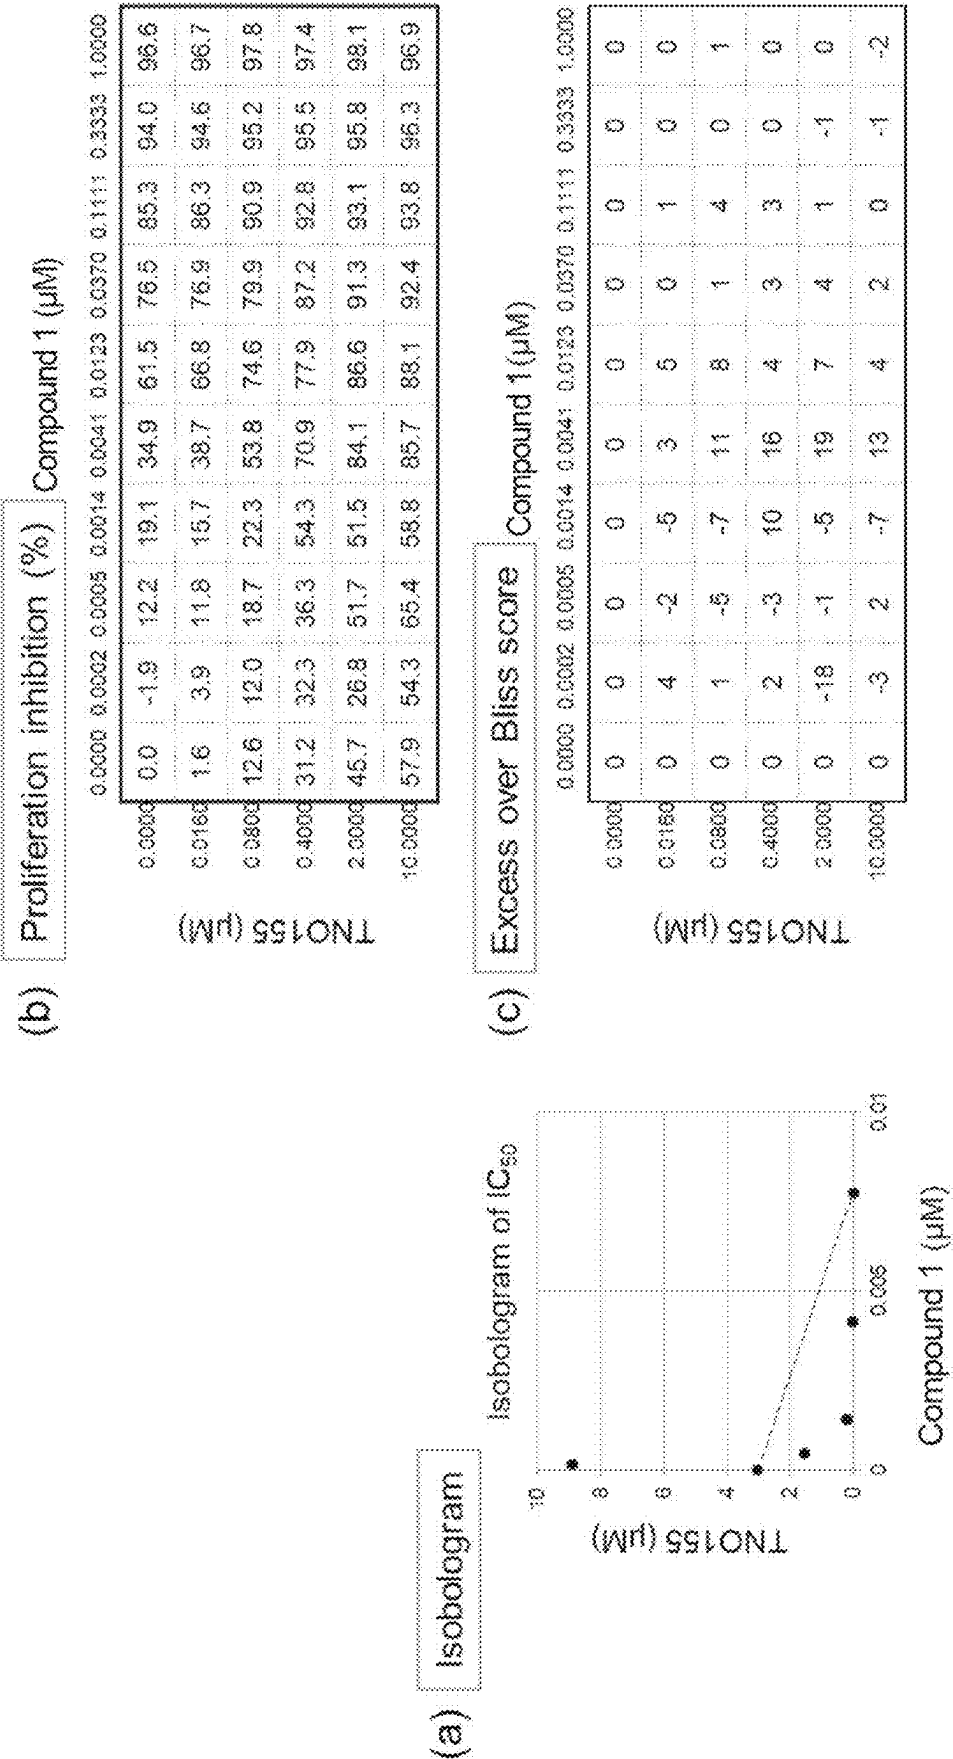 (a) Isobologram
Isobologram of IC50
TNO155 (µM)
10
8
6
4
2
0
0 0.005 0.01
Compound 1 (µM)
(b) Proliferation inhibition (%) Compound 1 (µM)
0.0000 0.0002 0.0005 0.0014 0.0041 0.0123 0.0370 0.1111 0.3333 1.0000
TNO155 (µM)
0.0000 0.0 -1.9 12.2 19.1 34.9 61.5 76.5 85.3 94.0 96.6
0.0160 1.6 3.9 11.8 15.7 38.7 66.8 76.9 86.3 94.6 96.7
0.0800 12.6 12.0 18.7 22.3 53.8 74.6 79.9 90.9 95.2 97.8
0.4000 31.2 32.3 36.3 54.3 70.9 77.9 87.2 92.8 95.5 97.4
2.0000 45.7 26.8 51.7 51.5 84.1 86.6 91.3 93.1 95.8 98.1
10.0000 57.9 54.3 65.4 58.8 85.7 88.1 92.4 93.8 96.3 96.9
(c) Excess over Bliss score Compound 1 (µM)
0.0000 0.0002 0.0005 0.0014 0.0041 0.0123 0.0370 0.1111 0.3333 1.0000
TNO155 (µM)
0.0000 0 0 0 0 0 0 0 0 0 0
0.0160 0 4 -2 -5 3 5 0 1 0 0
0.0800 0 1 -5 -7 11 8 1 4 0 1
0.4000 0 2 -3 10 16 4 3 3 0 0
2.0000 0 -18 -1 -5 19 7 4 1 -1 0
10.0000 0 -3 2 -7 13 4 2 0 -1 -2